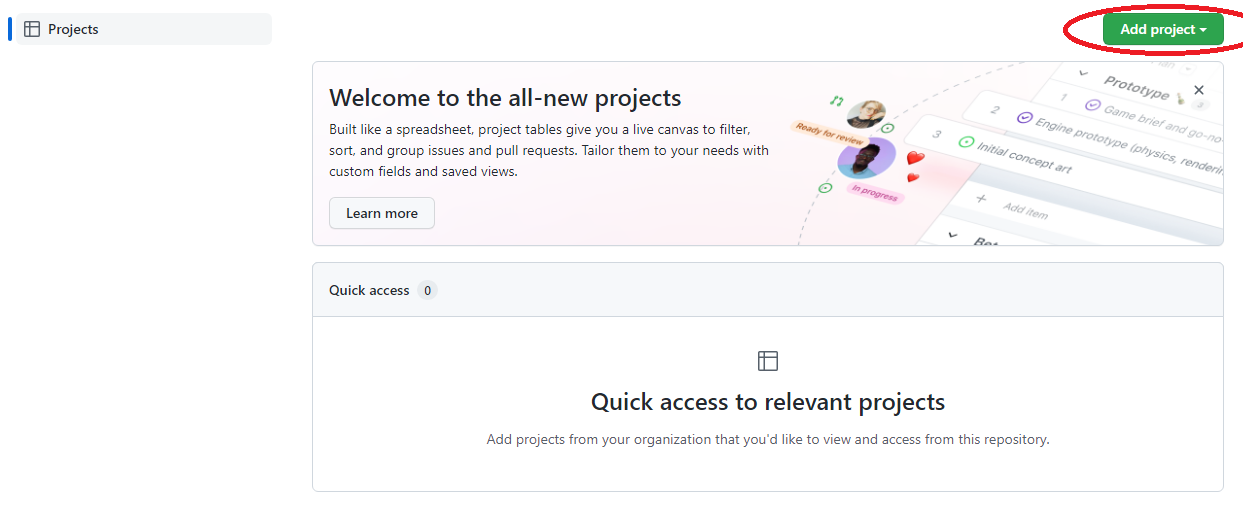 Projects
Add project
Welcome to the all-new projects
Built like a spreadsheet, project tables give you a live canvas to filter,
sort, and group issues and pull requests. Tailor them to your needs with
custom fields and saved views.
Learn more
Ready for review
In progress
Prototype
3
1 Game brief and go-no
2 Engine prototype (physics, renderin
3 Initial concept art
+ Add item
Quick access 0
Quick access to relevant projects
Add projects from your organization that you'd like to view and access from this repository.